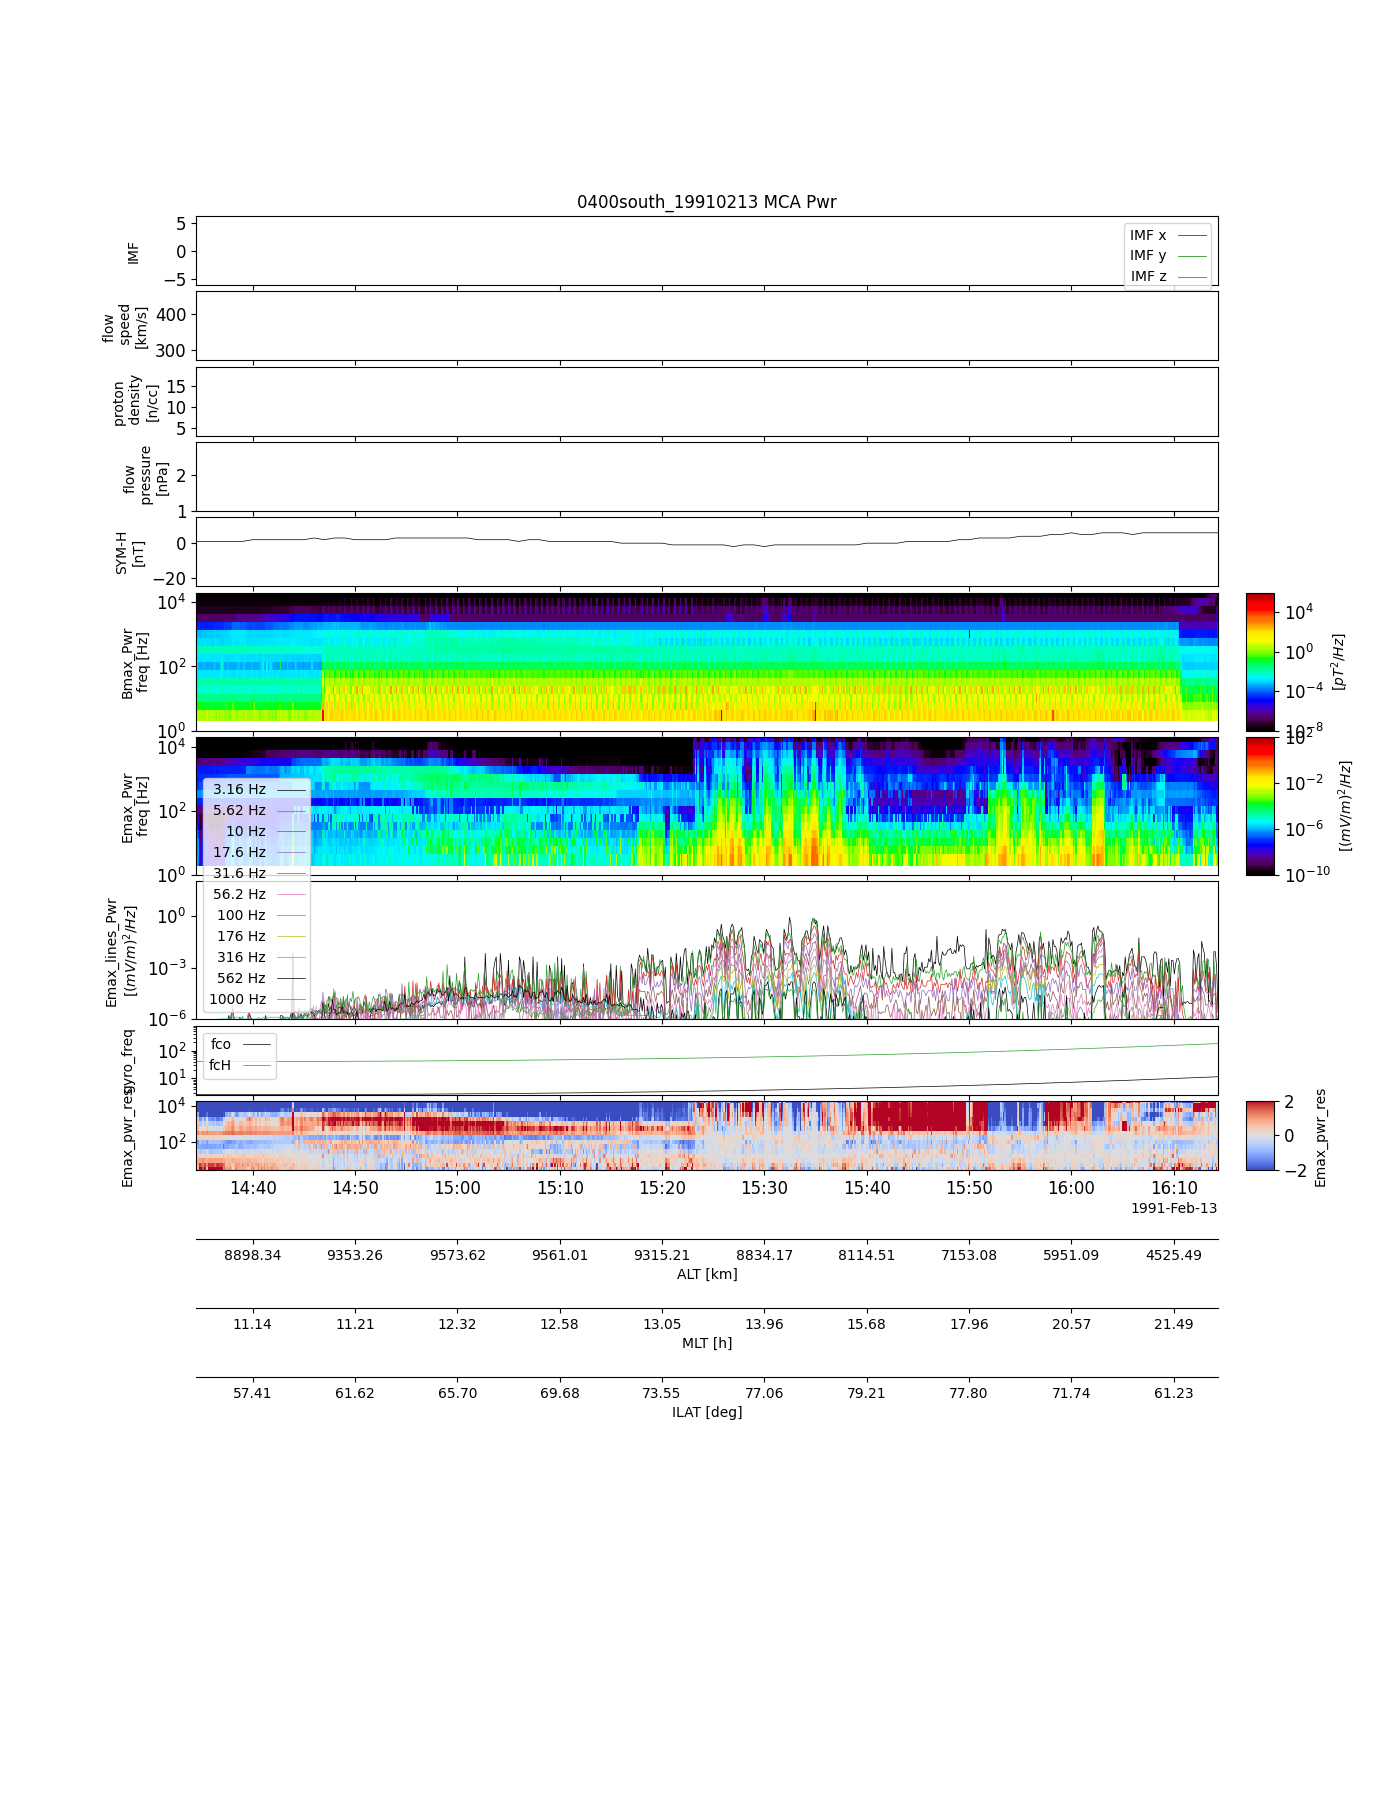 0400south_19910213 MCA Pwr
5
0
−5
IMF
IMF x
IMF y
IMF z
400
300
flow
speed
[km/s]
15
10
5
proton
density
[n/cc]
2
1
flow
pressure
[nPa]
0
−20
SYM-H
[nT]
10^4
10^2
10^0
Bmax_Pwr
freq [Hz]
10^4
10^0
10^−4
10^−8
[pT^2/Hz]
10^4
10^2
10^0
Emax_Pwr
freq [Hz]
10^2
10^−2
10^−6
10^−10
[(mV/m)^2/Hz]
3.16 Hz
5.62 Hz
10 Hz
17.6 Hz
31.6 Hz
56.2 Hz
100 Hz
176 Hz
316 Hz
562 Hz
1000 Hz
10^0
10^−3
10^−6
Emax_lines_Pwr
[(mV/m)^2/Hz]
fco
fcH
10^2
10^1
gyro_freq
10^4
10^2
Emax_pwr_res
2
0
−2
Emax_pwr_res
14:40 14:50 15:00 15:10 15:20 15:30 15:40 15:50 16:00 16:10
1991-Feb-13
8898.34 9353.26 9573.62 9561.01 9315.21 8834.17 8114.51 7153.08 5951.09 4525.49
ALT [km]
11.14 11.21 12.32 12.58 13.05 13.96 15.68 17.96 20.57 21.49
MLT [h]
57.41 61.62 65.70 69.68 73.55 77.06 79.21 77.80 71.74 61.23
ILAT [deg]